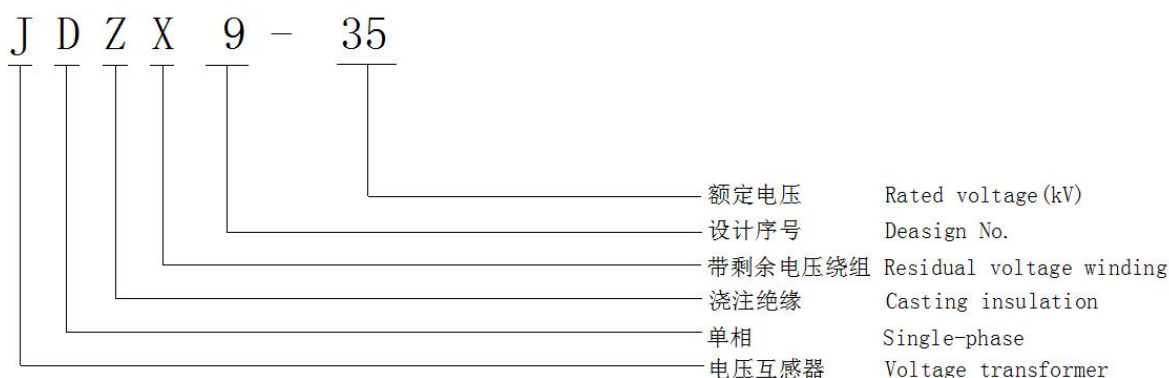 J D Z X 9 - 35
额定电压 Rated voltage(kV)
设计序号 Deasign No.
带剩余电压绕组 Residual voltage winding
浇注绝缘 Casting insulation
单相 Single-phase
电压互感器 Voltage transformer